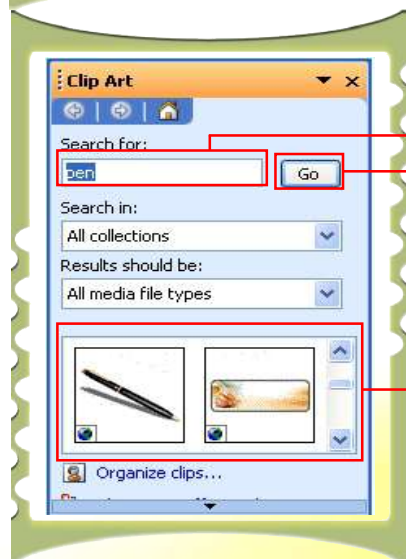 Clip Art
Search for:
pen
Go
Search in:
All collections
Results should be:
All media file types
Organize clips...